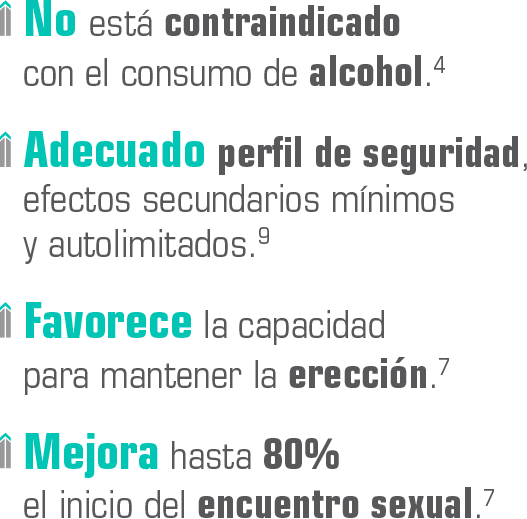 No está contraindicado
con el consumo de alcohol.4
Adecuado perfil de seguridad,
efectos secundarios mínimos
y autolimitados.9
Favorece la capacidad
para mantener la erección.7
Mejora hasta 80%
el inicio del encuentro sexual.7